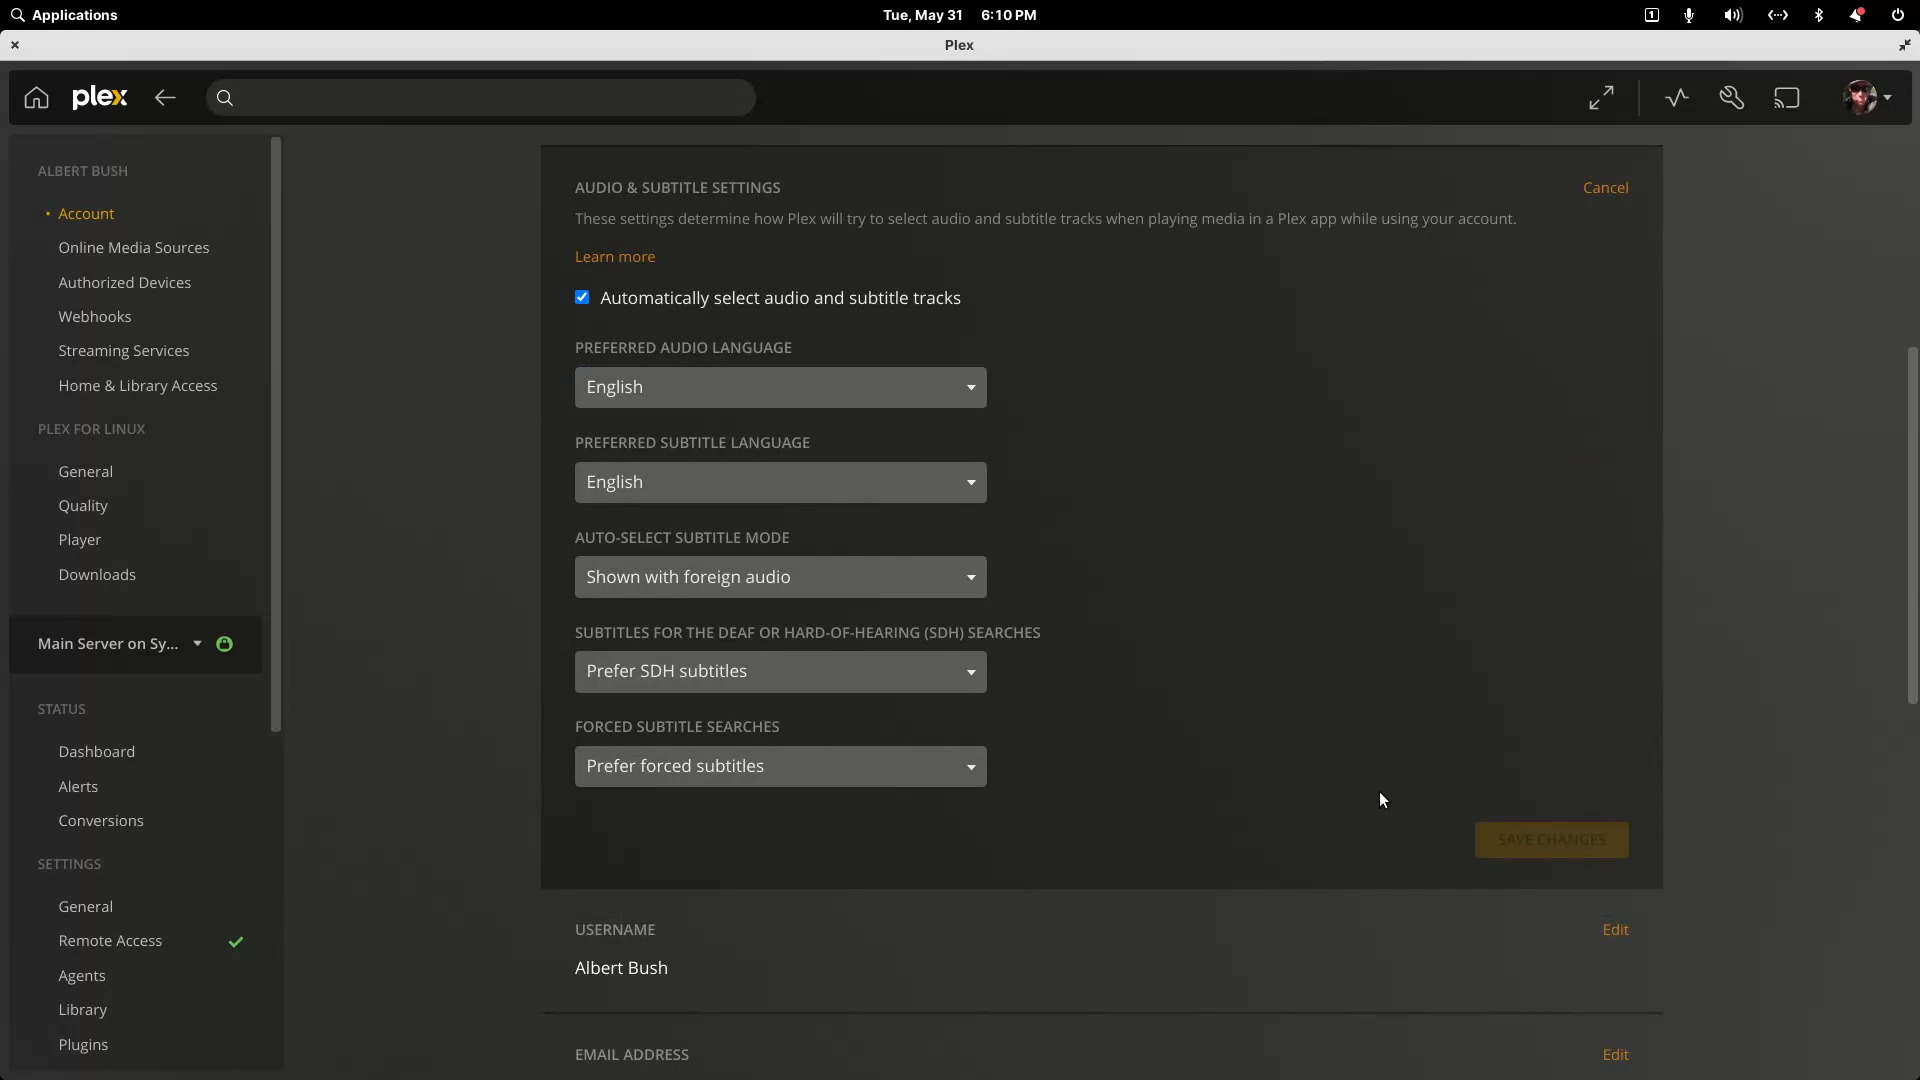 Applications
Tue, May 31 6:10 PM
1
Plex
plex
ALBERT BUSH
Account
Online Media Sources
Authorized Devices
Webhooks
Streaming Services
Home & Library Access
PLEX FOR LINUX
General
Quality
Player
Downloads
Main Server on Sy...
STATUS
Dashboard
Alerts
Conversions
SETTINGS
General
Remote Access
Agents
Library
Plugins
AUDIO & SUBTITLE SETTINGS
Cancel
These settings determine how Plex will try to select audio and subtitle tracks when playing media in a Plex app while using your account.
Learn more
Automatically select audio and subtitle tracks
PREFERRED AUDIO LANGUAGE
English
PREFERRED SUBTITLE LANGUAGE
English
AUTO-SELECT SUBTITLE MODE
Shown with foreign audio
SUBTITLES FOR THE DEAF OR HARD-OF-HEARING (SDH) SEARCHES
Prefer SDH subtitles
FORCED SUBTITLE SEARCHES
Prefer forced subtitles
SAVE CHANGES
USERNAME
Edit
Albert Bush
EMAIL ADDRESS
Edit